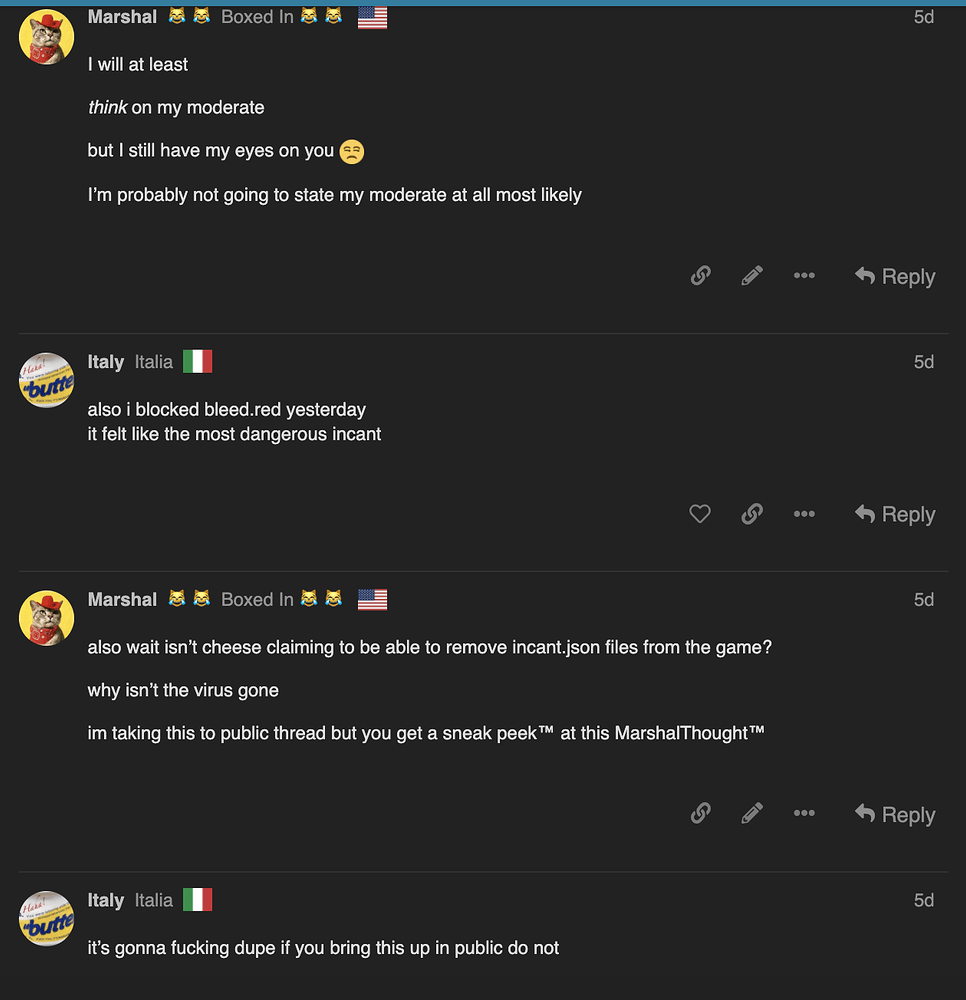 Marshal 😹 😹 Boxed In 😹 😹 🇺🇸 5d
I will at least
think on my moderate
but I still have my eyes on you 😒
I'm probably not going to state my moderate at all most likely
Reply
Haha!
"butte
Italy Italia 🇮🇹 5d
also i blocked bleed.red yesterday
it felt like the most dangerous incant
Reply
Marshal 😹 😹 Boxed In 😹 😹 🇺🇸 5d
also wait isn't cheese claiming to be able to remove incant.json files from the game?
why isn't the virus gone
im taking this to public thread but you get a sneak peek™ at this MarshalThought™
Reply
Haha!
"butte
Italy Italia 🇮🇹 5d
it's gonna fucking dupe if you bring this up in public do not